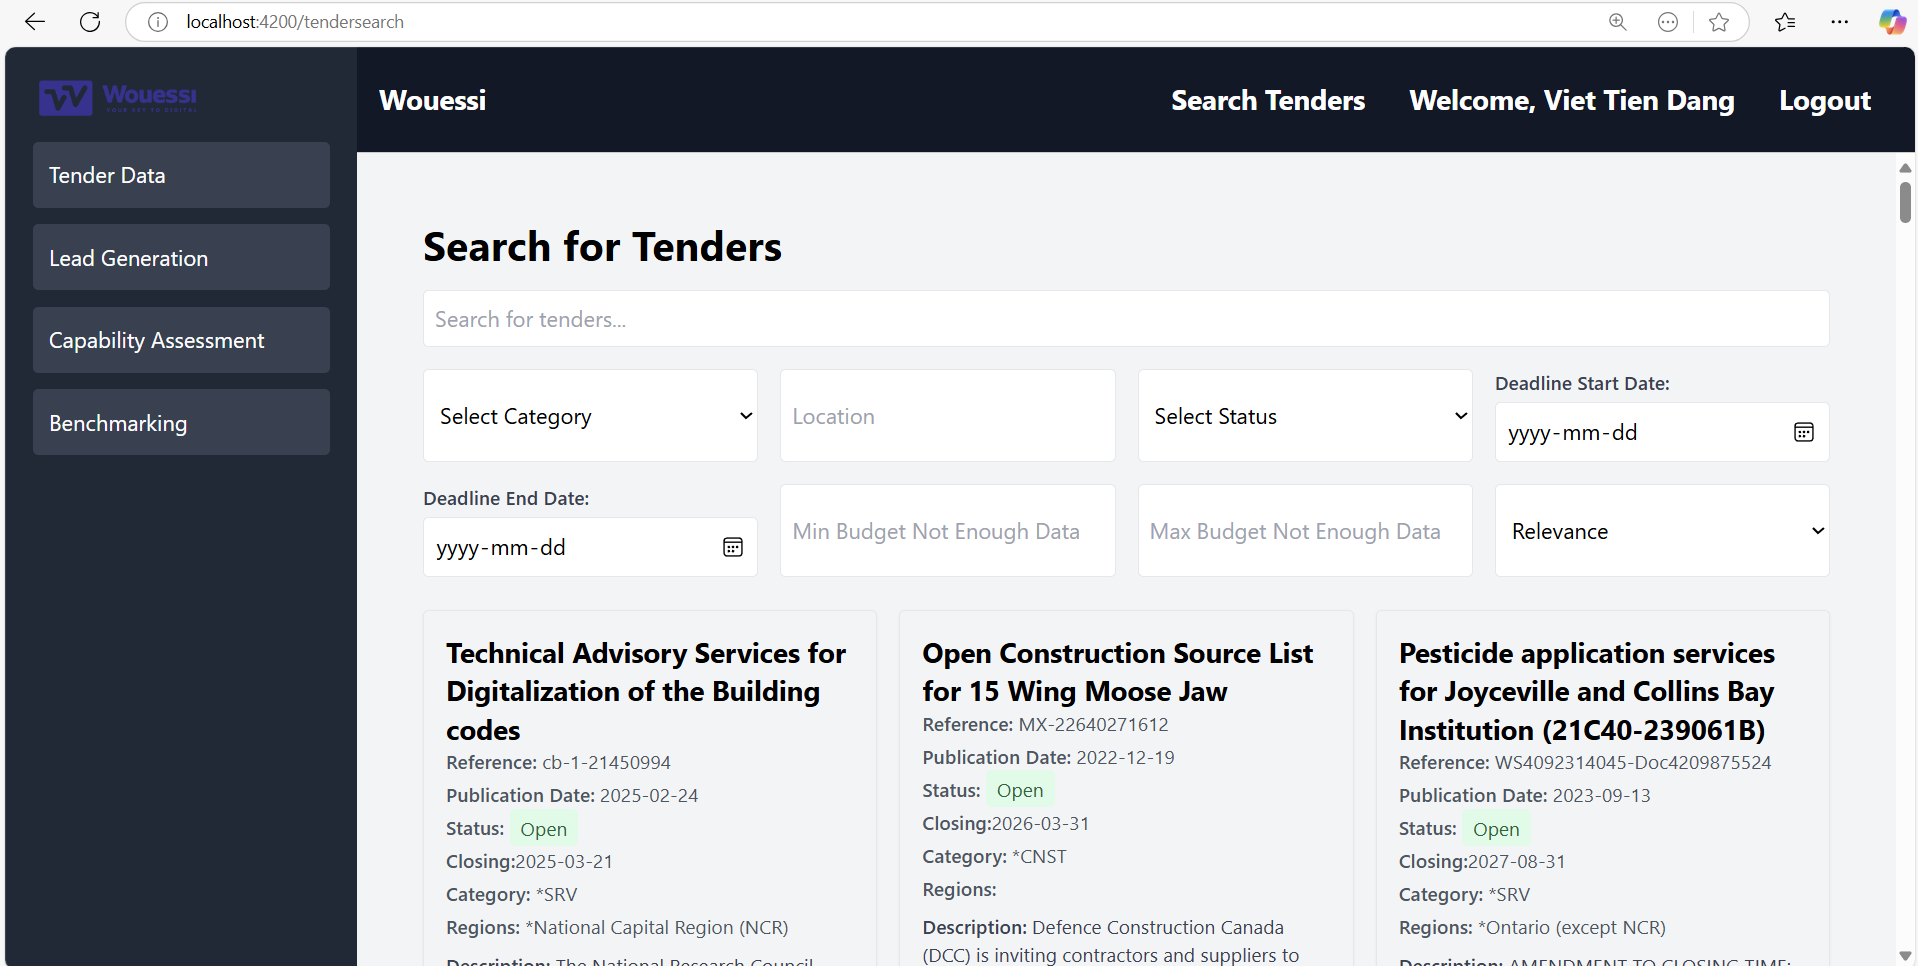 localhost:4200/tendersearch
Wouessi
YOUR KEY TO DIGITAL
Wouessi
Search Tenders
Welcome, Viet Tien Dang
Logout
Tender Data
Lead Generation
Capability Assessment
Benchmarking
Search for Tenders
Search for tenders...
Select Category
Location
Select Status
Deadline Start Date:
yyyy-mm-dd
Deadline End Date:
yyyy-mm-dd
Min Budget Not Enough Data
Max Budget Not Enough Data
Relevance
Technical Advisory Services for
Digitalization of the Building
codes
Reference: cb-1-21450994
Publication Date: 2025-02-24
Status: Open
Closing:2025-03-21
Category: *SRV
Regions: *National Capital Region (NCR)
Description: The National Research Council
Open Construction Source List
for 15 Wing Moose Jaw
Reference: MX-22640271612
Publication Date: 2022-12-19
Status: Open
Closing:2026-03-31
Category: *CNST
Regions:
Description: Defence Construction Canada
(DCC) is inviting contractors and suppliers to
Pesticide application services
for Joyceville and Collins Bay
Institution (21C40-239061B)
Reference: WS4092314045-Doc4209875524
Publication Date: 2023-09-13
Status: Open
Closing:2027-08-31
Category: *SRV
Regions: *Ontario (except NCR)
Description: AMENDMENT TO CLOSING TIME: